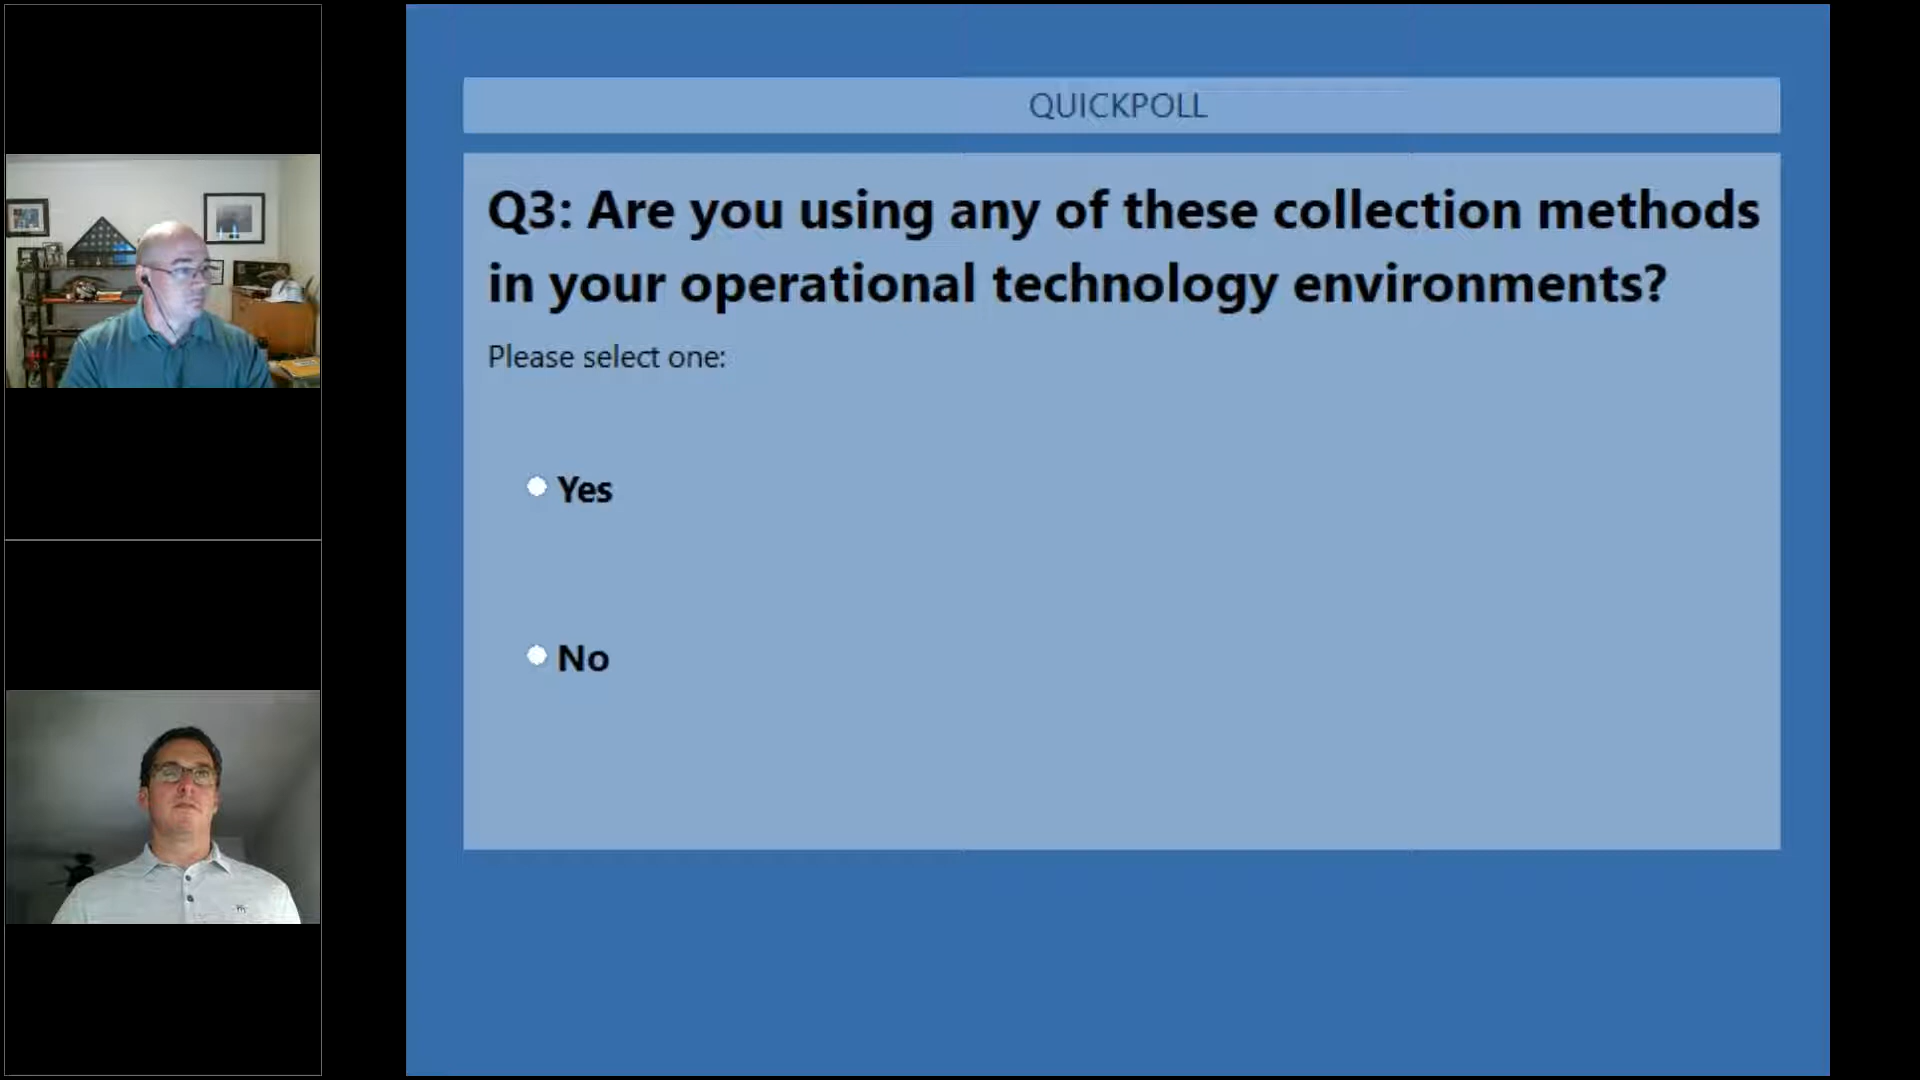 QUICKPOLL
Q3: Are you using any of these collection methods
in your operational technology environments?
Please select one:
Yes
No